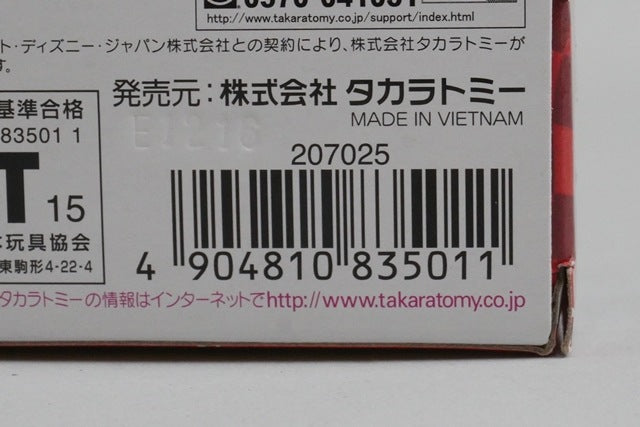 http://www.takaratomy.co.jp/support/index.html
ト・ディズニー・ジャパン株式会社との契約により、株式会社タカラトミーが
す。
発売元：株式会社 タカラトミー
MADE IN VIETNAM
基準合格
83501 1
T 15
玩具協会
東駒形4-22-4
207025
4 904810 835011
タカラトミーの情報はインターネットでhttp://www.takaratomy.co.jp